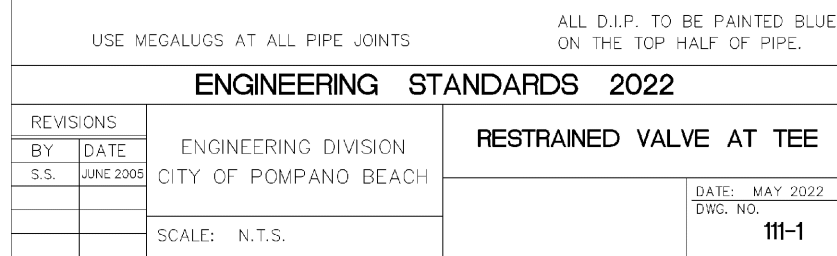 ALL D.I.P. TO BE PAINTED BLUE
USE MEGALUGS AT ALL PIPE JOINTS
ON THE TOP HALF OF PIPE.
ENGINEERING STANDARDS 2022
REVISIONS
BY DATE
S.S. JUNE 2005
ENGINEERING DIVISION
CITY OF POMPANO BEACH
SCALE: N.T.S.
RESTRAINED VALVE AT TEE
DATE: MAY 2022
DWG. NO.
111-1